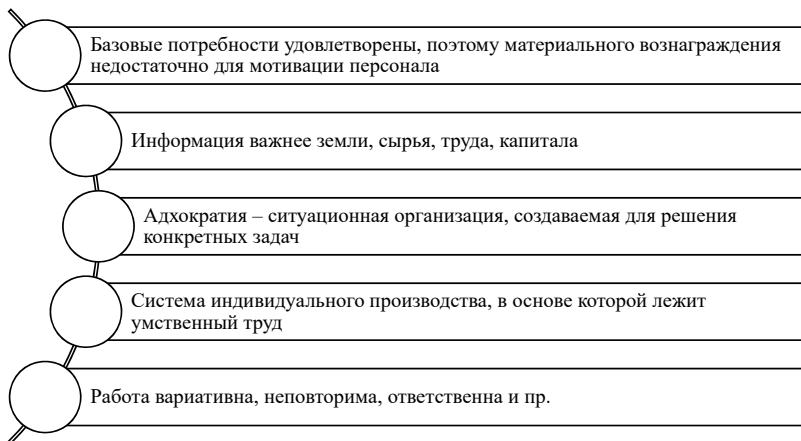 Базовые потребности удовлетворены, поэтому материального вознаграждения
недостаточно для мотивации персонала
Информация важнее земли, сырья, труда, капитала
Адхократия – ситуационная организация, создаваемая для решения
конкретных задач
Система индивидуального производства, в основе которой лежит
умственный труд
Работа вариативна, неповторима, ответственна и пр.